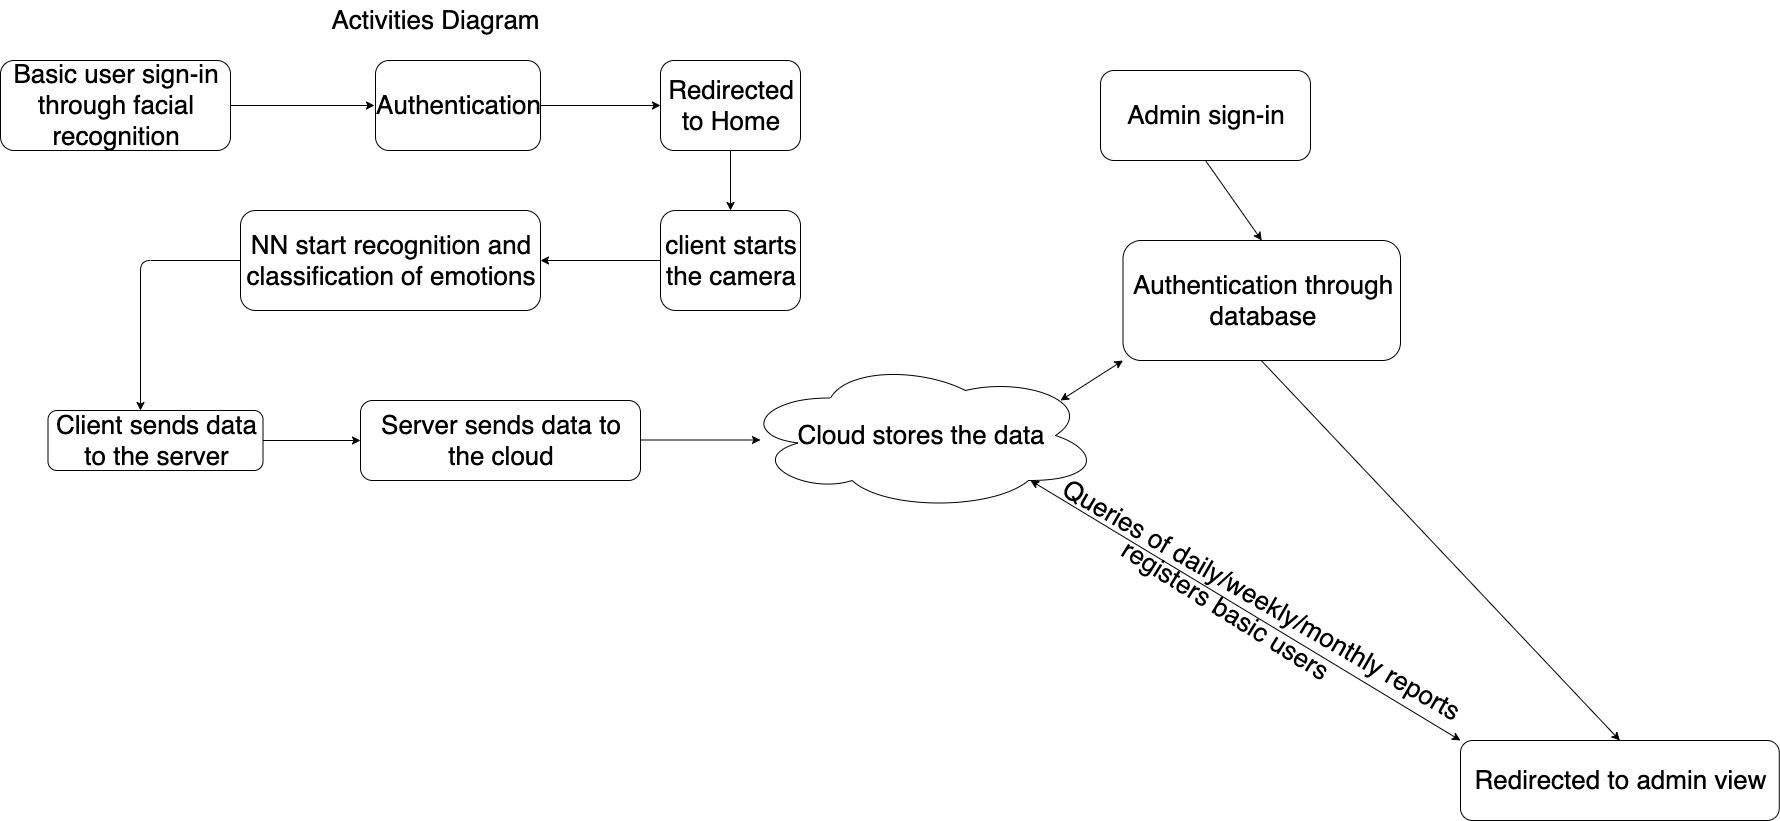 Activities Diagram
Basic user sign-in
through facial
recognition
Authentication
Redirected
to Home
Admin sign-in
NN start recognition and
classification of emotions
client starts
the camera
Authentication through
database
Client sends data
to the server
Server sends data to
the cloud
Cloud stores the data
Queries of daily/weekly/monthly reports
registers basic users
Redirected to admin view